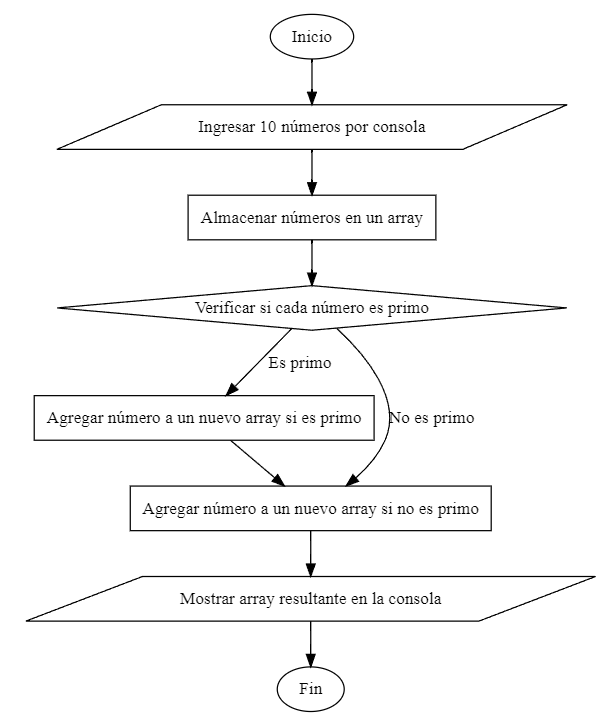 Inicio
Ingresar 10 números por consola
Almacenar números en un array
Verificar si cada número es primo
Es primo
Agregar número a un nuevo array si es primo
No es primo
Agregar número a un nuevo array si no es primo
Mostrar array resultante en la consola
Fin